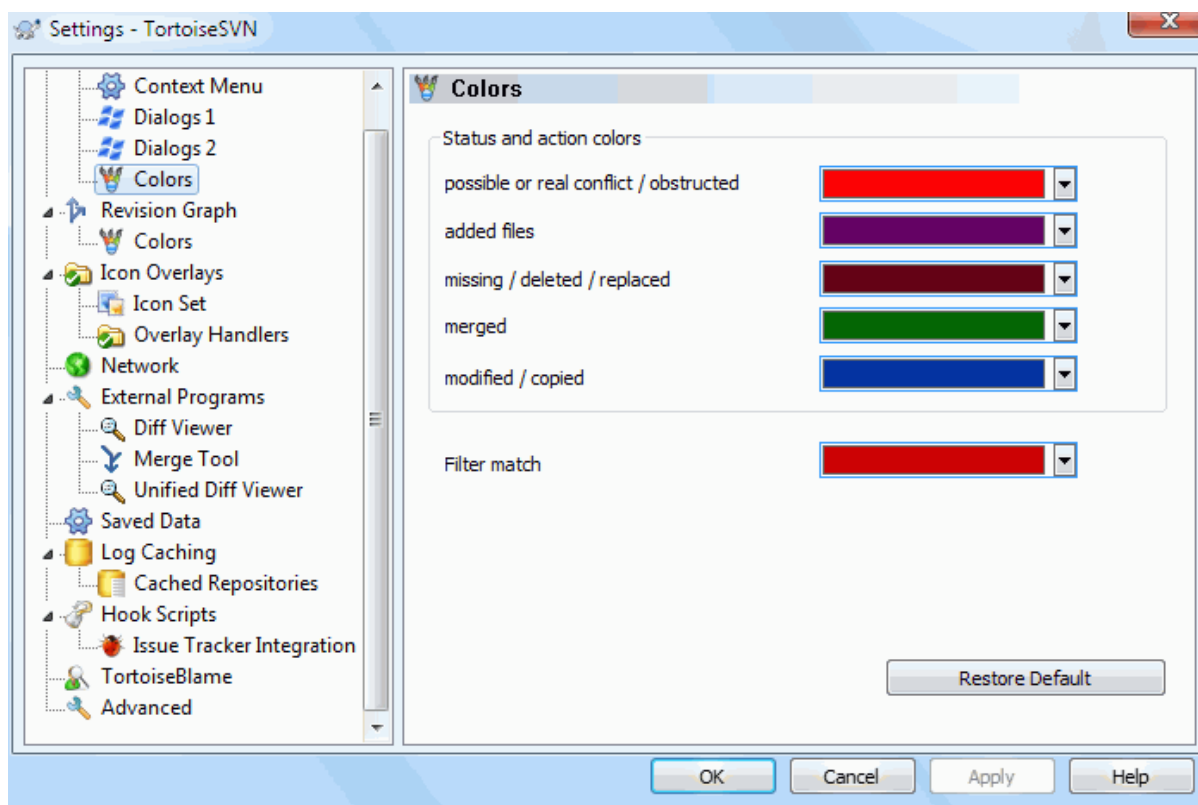 Settings - TortoiseSVN
Context Menu
Dialogs 1
Dialogs 2
Colors
Revision Graph
Colors
Icon Overlays
Icon Set
Overlay Handlers
Network
External Programs
Diff Viewer
Merge Tool
Unified Diff Viewer
Saved Data
Log Caching
Cached Repositories
Hook Scripts
Issue Tracker Integration
TortoiseBlame
Advanced
Colors
Status and action colors
possible or real conflict / obstructed
added files
missing / deleted / replaced
merged
modified / copied
Filter match
Restore Default
OK
Cancel
Apply
Help